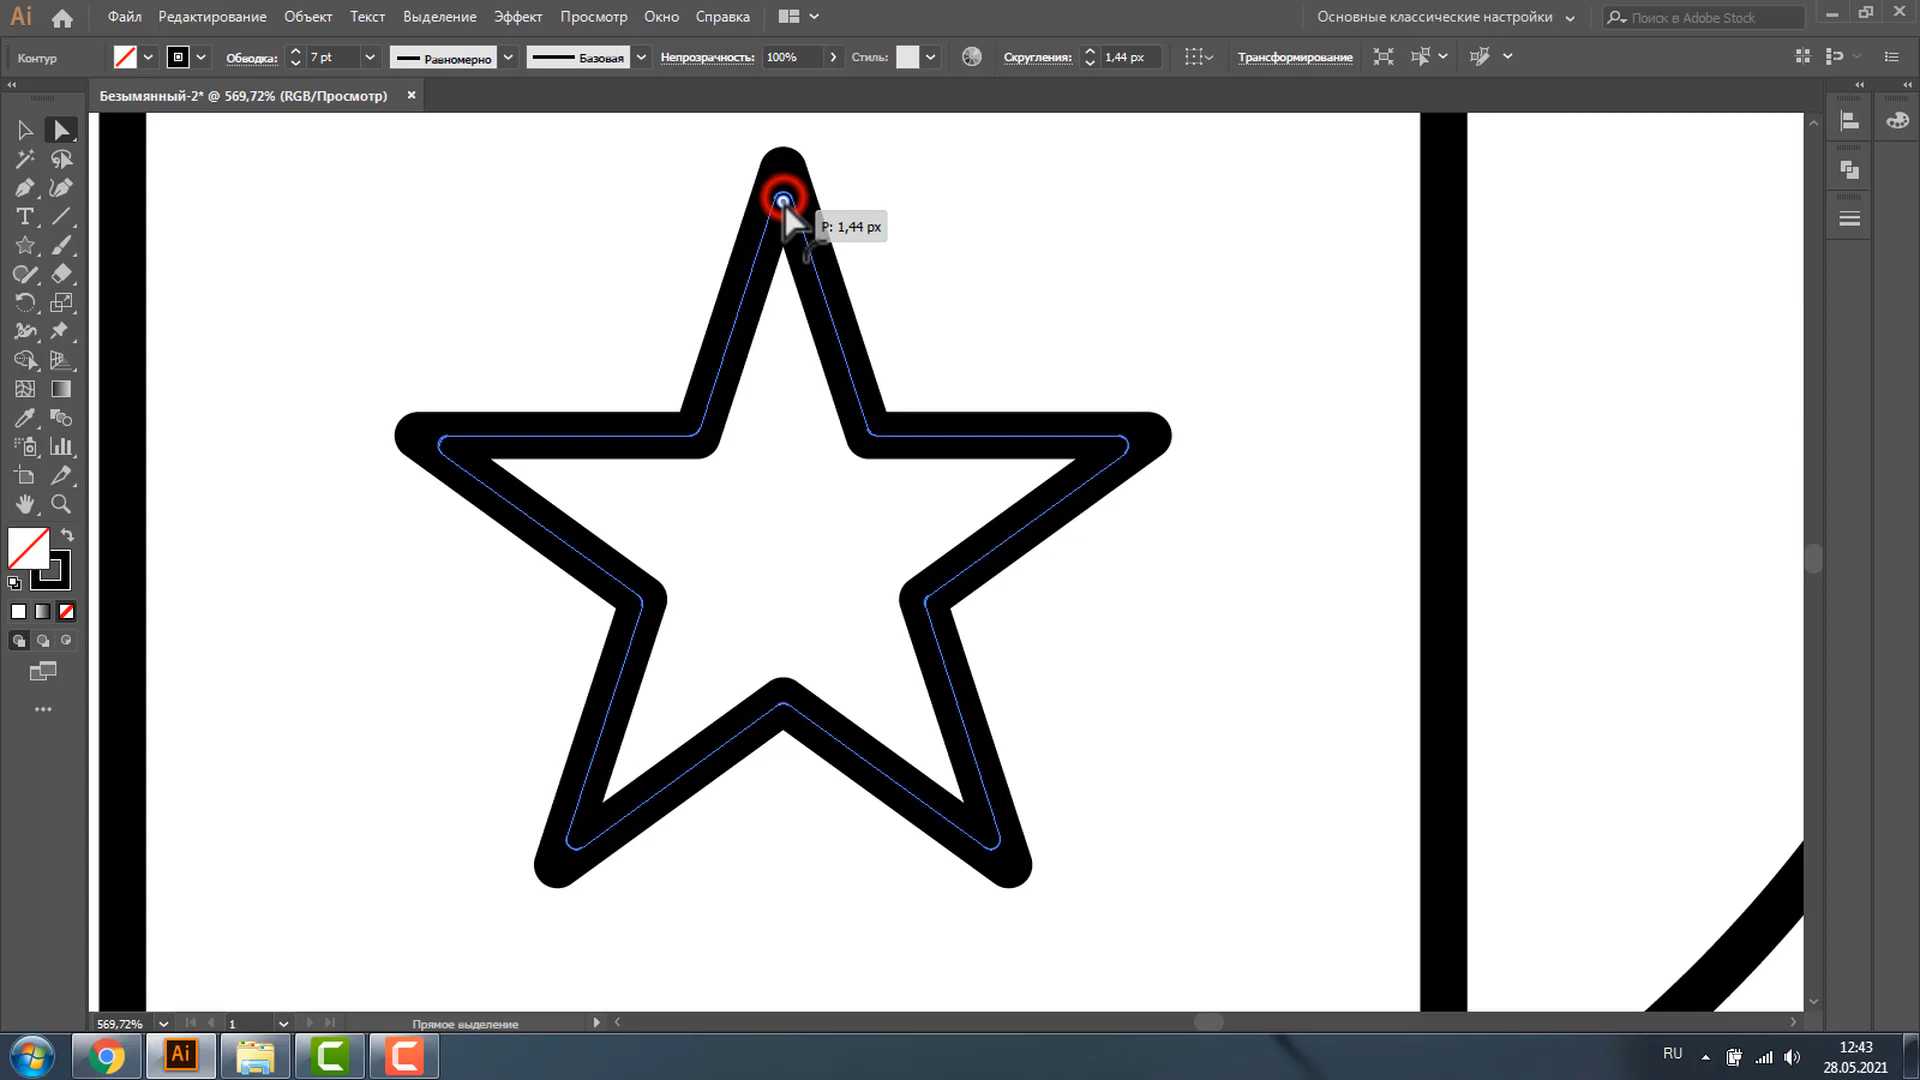 Ai Файл Редактирование Объект Текст Выделение Эффект Просмотр Окно Справка Основные классические настройки Поиск в Adobe Stock
Контур Обводка: 7 pt Равномерно Базовая Непрозрачность: 100% Стиль: Скругления: 1,44 px Трансформирование
Безымянный-2* @ 569,72% (RGB/Просмотр)
P: 1,44 px
569,72% 1 Прямое выделение
Ai RU 12:43
28.05.2021